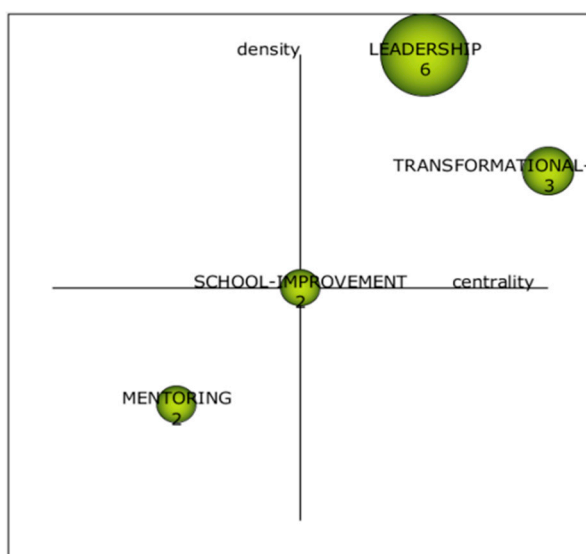 LEADERSHIP
6
density
TRANSFORMATIONAL-
3
SCHOOL-IMPROVEMENT
2
centrality
MENTORING
2